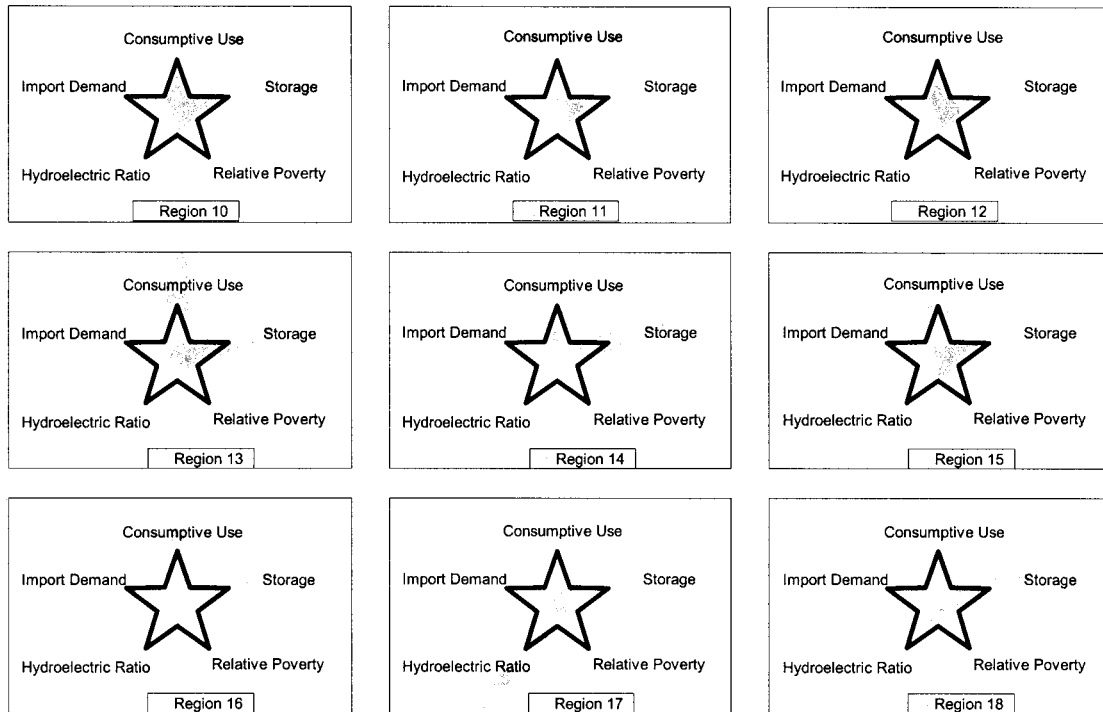 Consumptive Use
Import Demand Storage
Hydroelectric Ratio Relative Poverty
Region 10
Consumptive Use
Import Demand Storage
Hydroelectric Ratio Relative Poverty
Region 11
Consumptive Use
Import Demand Storage
Hydroelectric Ratio Relative Poverty
Region 12
Consumptive Use
Import Demand Storage
Hydroelectric Ratio Relative Poverty
Region 13
Consumptive Use
Import Demand Storage
Hydroelectric Ratio Relative Poverty
Region 14
Consumptive Use
Import Demand Storage
Hydroelectric Ratio Relative Poverty
Region 15
Consumptive Use
Import Demand Storage
Hydroelectric Ratio Relative Poverty
Region 16
Consumptive Use
Import Demand Storage
Hydroelectric Ratio Relative Poverty
Region 17
Consumptive Use
Import Demand Storage
Hydroelectric Ratio Relative Poverty
Region 18